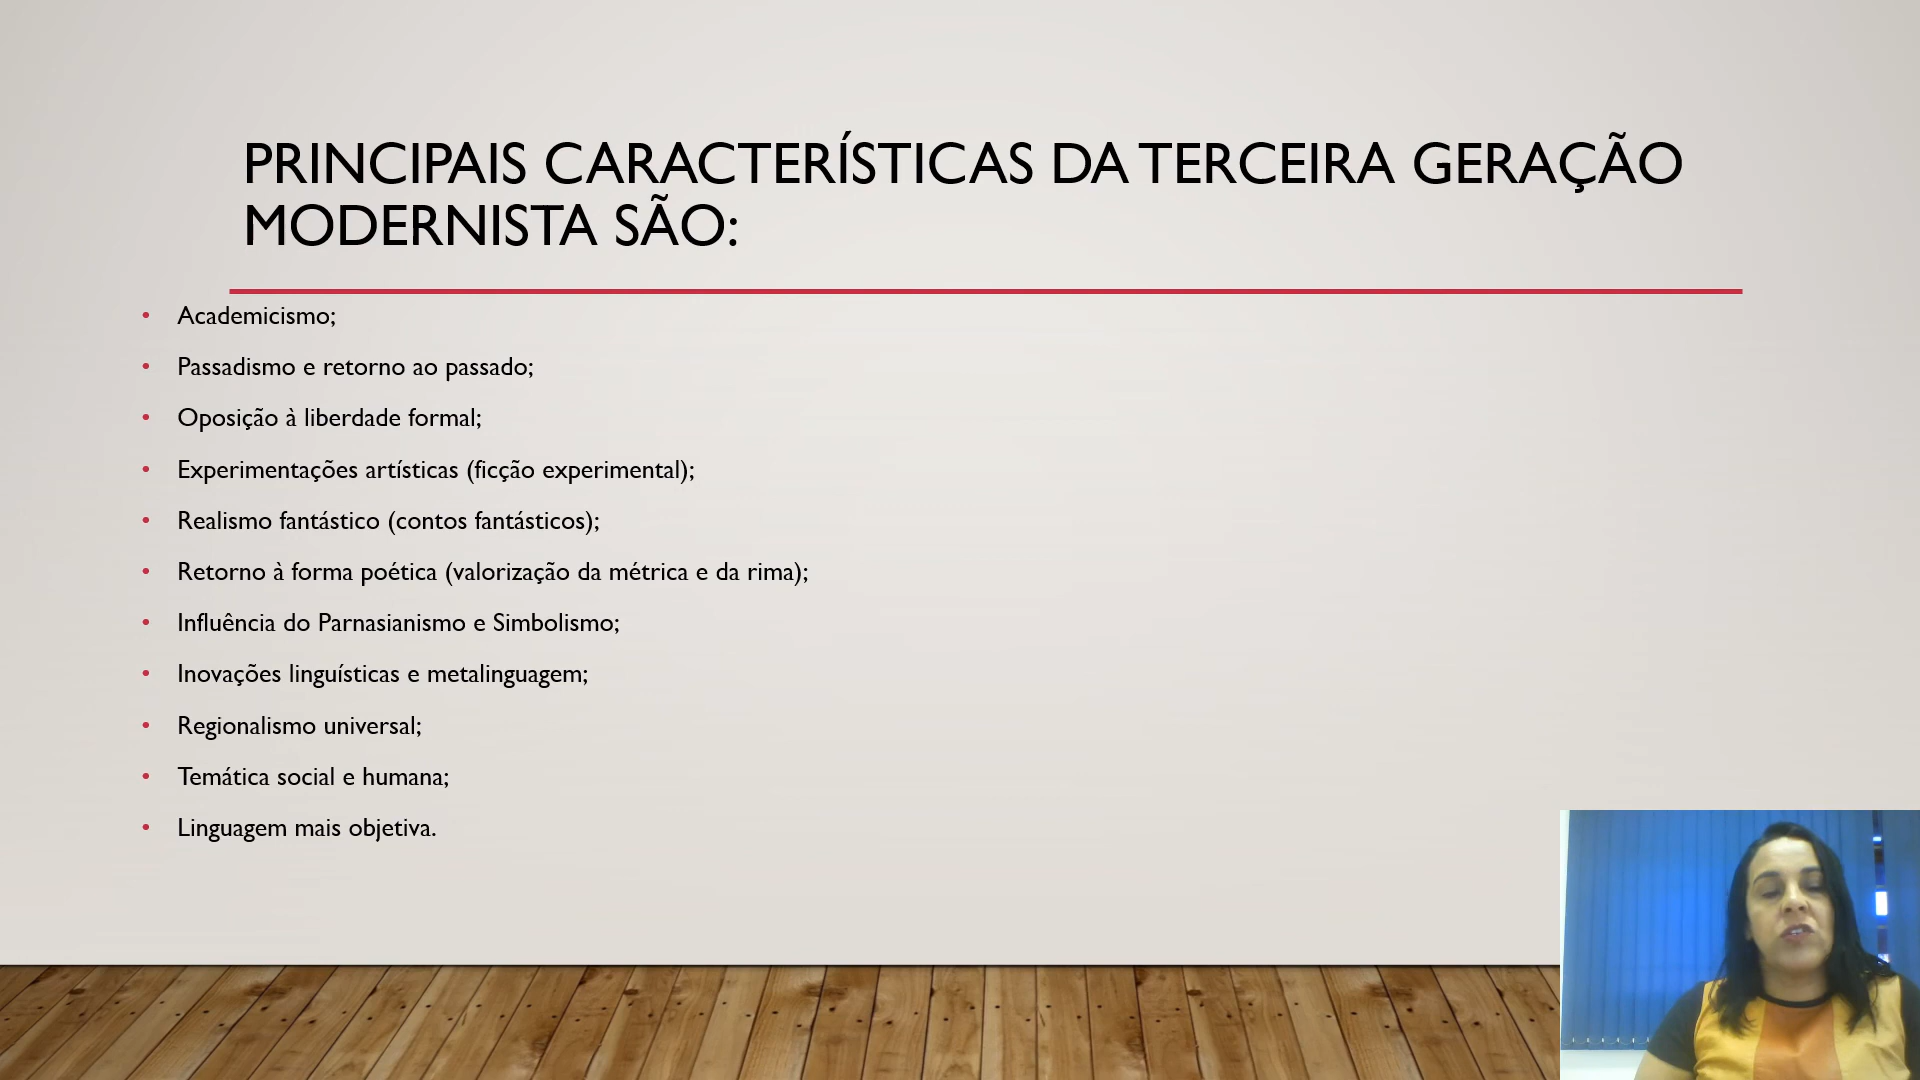 PRINCIPAIS CARACTERÍSTICAS DA TERCEIRA GERAÇÃO
MODERNISTA SÃO:
• Academicismo;
• Passadismo e retorno ao passado;
• Oposição à liberdade formal;
• Experimentações artísticas (ficção experimental);
• Realismo fantástico (contos fantásticos);
• Retorno à forma poética (valorização da métrica e da rima);
• Influência do Parnasianismo e Simbolismo;
• Inovações linguísticas e metalinguagem;
• Regionalismo universal;
• Temática social e humana;
• Linguagem mais objetiva.